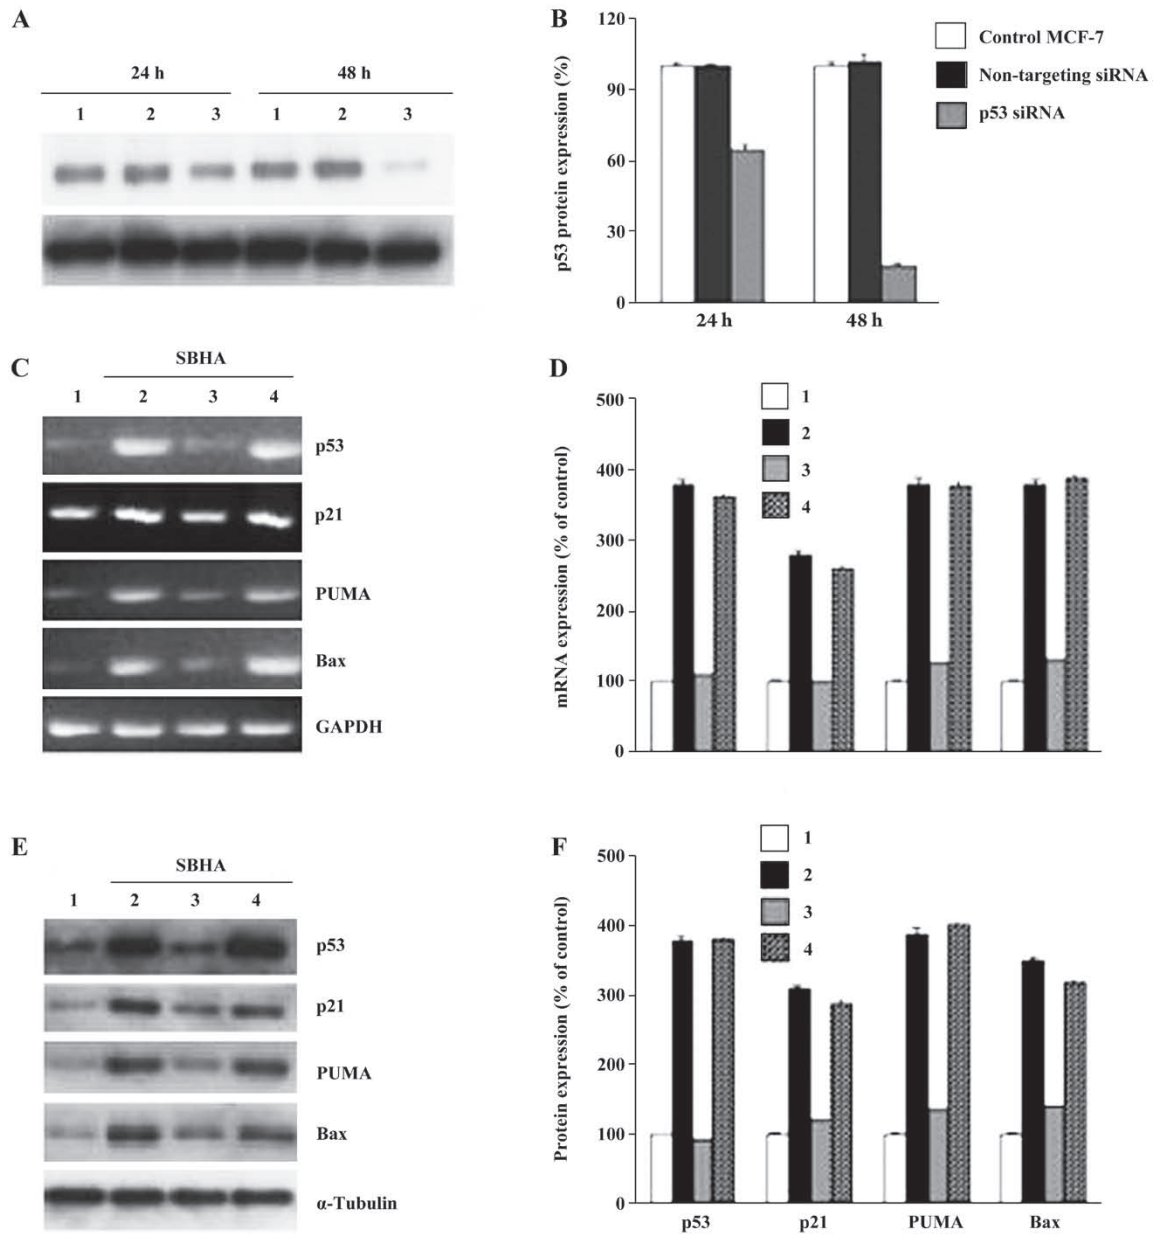 A
24 h 48 h
1 2 3 1 2 3
B
120
90
60
30
0
p53 protein expression (%)
24 h 48 h
Control MCF-7
Non-targeting siRNA
p53 siRNA
C
SBHA
1 2 3 4
p53
p21
PUMA
Bax
GAPDH
D
500
400
300
200
100
0
mRNA expression (% of control)
1
2
3
4
E
SBHA
1 2 3 4
p53
p21
PUMA
Bax
α-Tubulin
F
500
400
300
200
100
0
Protein expression (% of control)
1
2
3
4
p53 p21 PUMA Bax